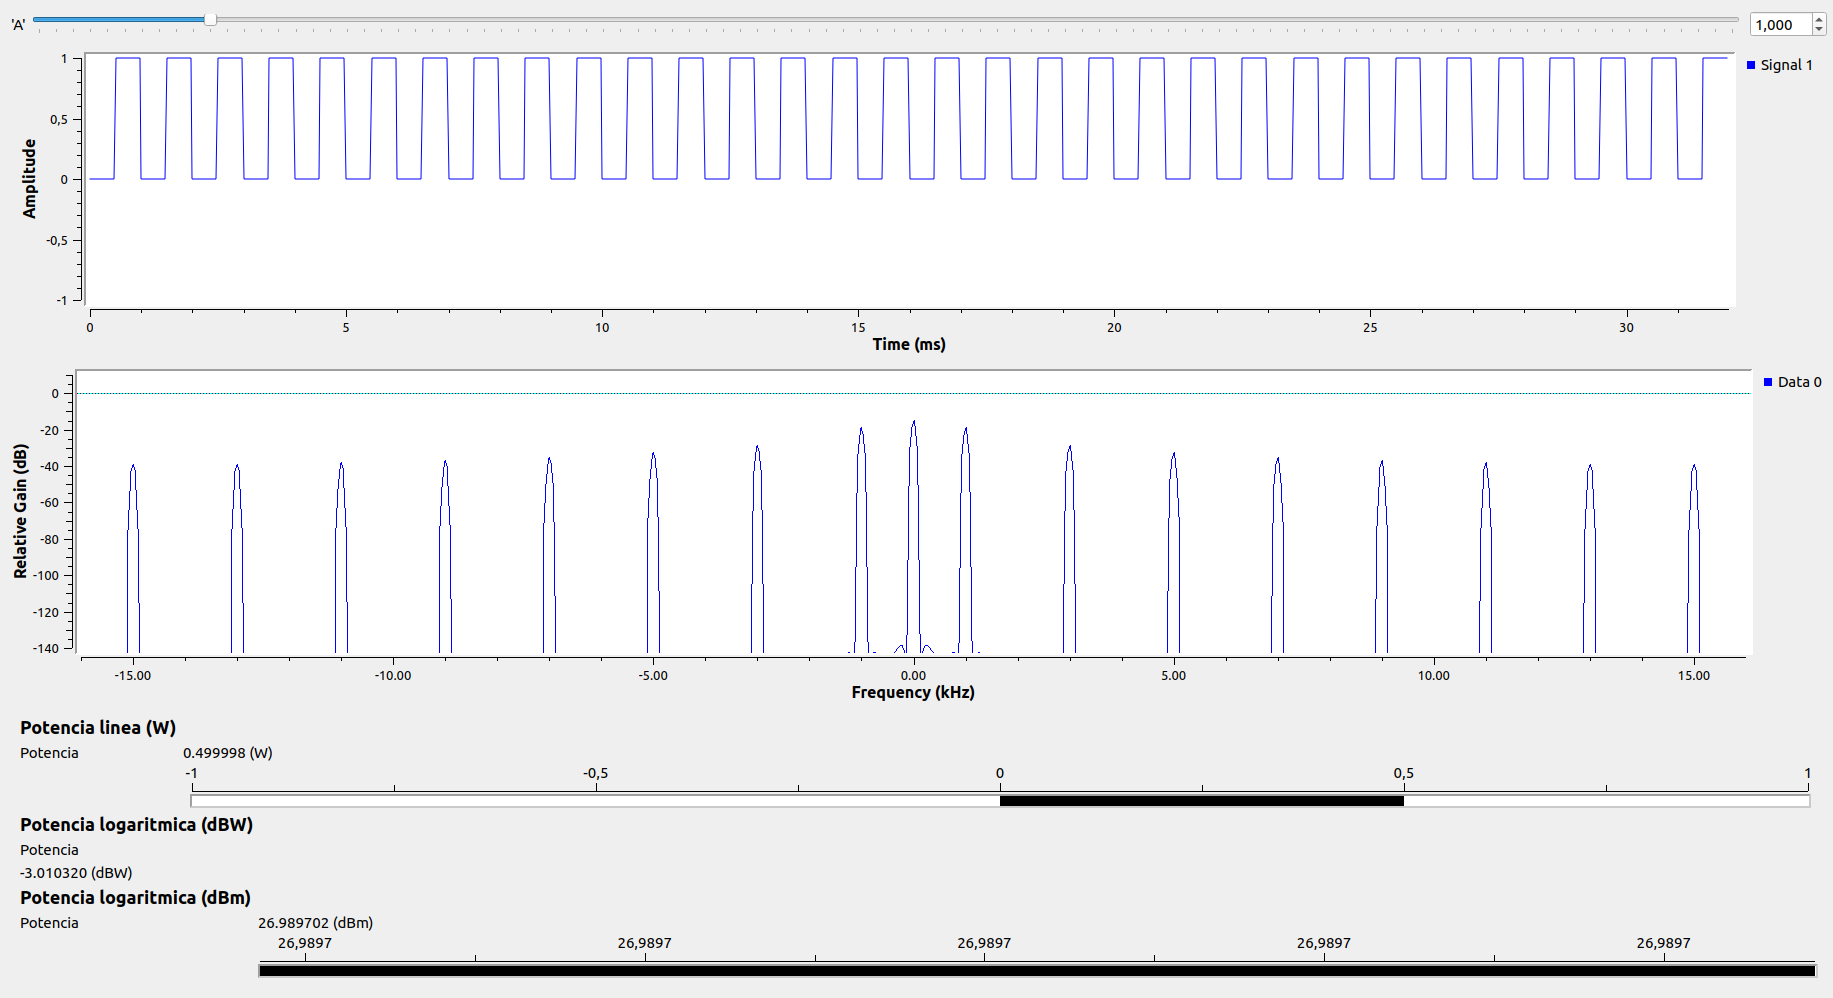 'A' 1,000
1
0,5
0
-0,5
-1
Amplitude
Signal 1
0 5 10 15 20 25 30
Time (ms)
0
-20
-40
-60
-80
-100
-120
-140
Relative Gain (dB)
Data 0
-15.00 -10.00 -5.00 0.00 5.00 10.00 15.00
Frequency (kHz)
Potencia linea (W)
Potencia 0.499998 (W)
-1 -0,5 0 0,5 1
Potencia logaritmica (dBW)
Potencia
-3.010320 (dBW)
Potencia logaritmica (dBm)
Potencia 26.989702 (dBm)
26,9897 26,9897 26,9897 26,9897 26,9897